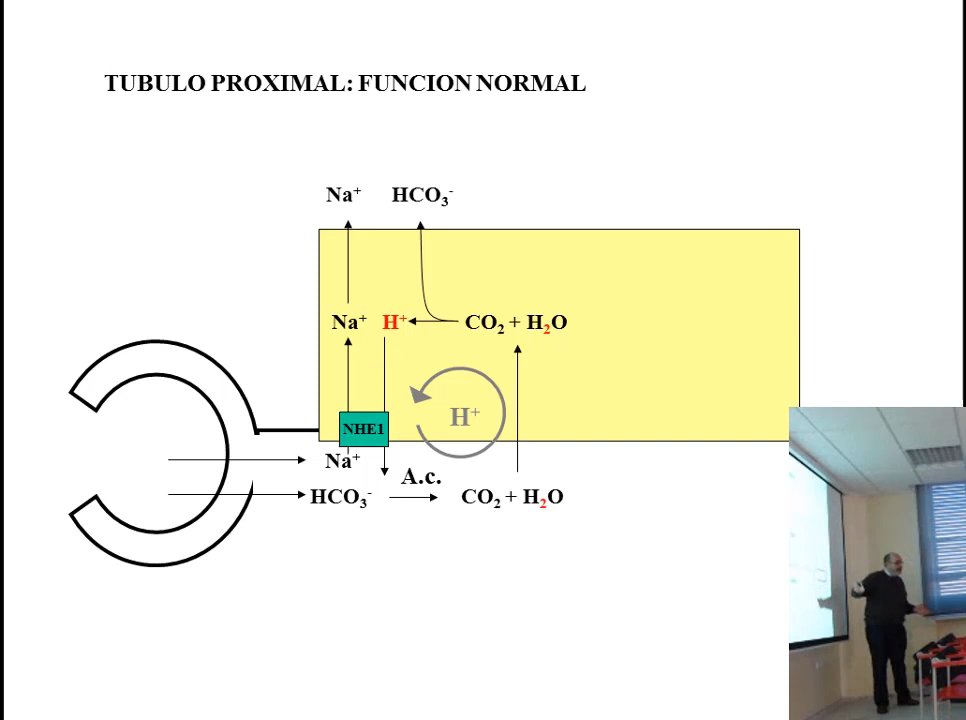 TUBULO PROXIMAL: FUNCION NORMAL
Na⁺ HCO₃⁻
Na⁺ H⁺ CO₂ + H₂O
H⁺
NHE1
Na⁺
A.c.
HCO₃⁻ CO₂ + H₂O